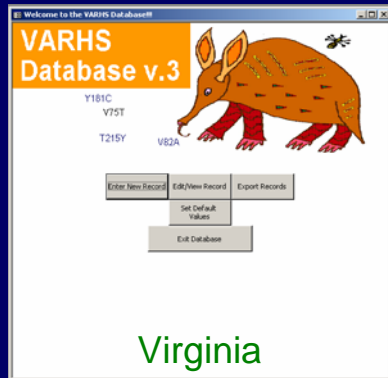 Welcome to the VARHS Database!!!
VARHS
Database v.3
Y181C
V75T
T215Y
V82A
Enter New Record
Edit/View Record
Export Records
Set Default
Values
Exit Database
Virginia